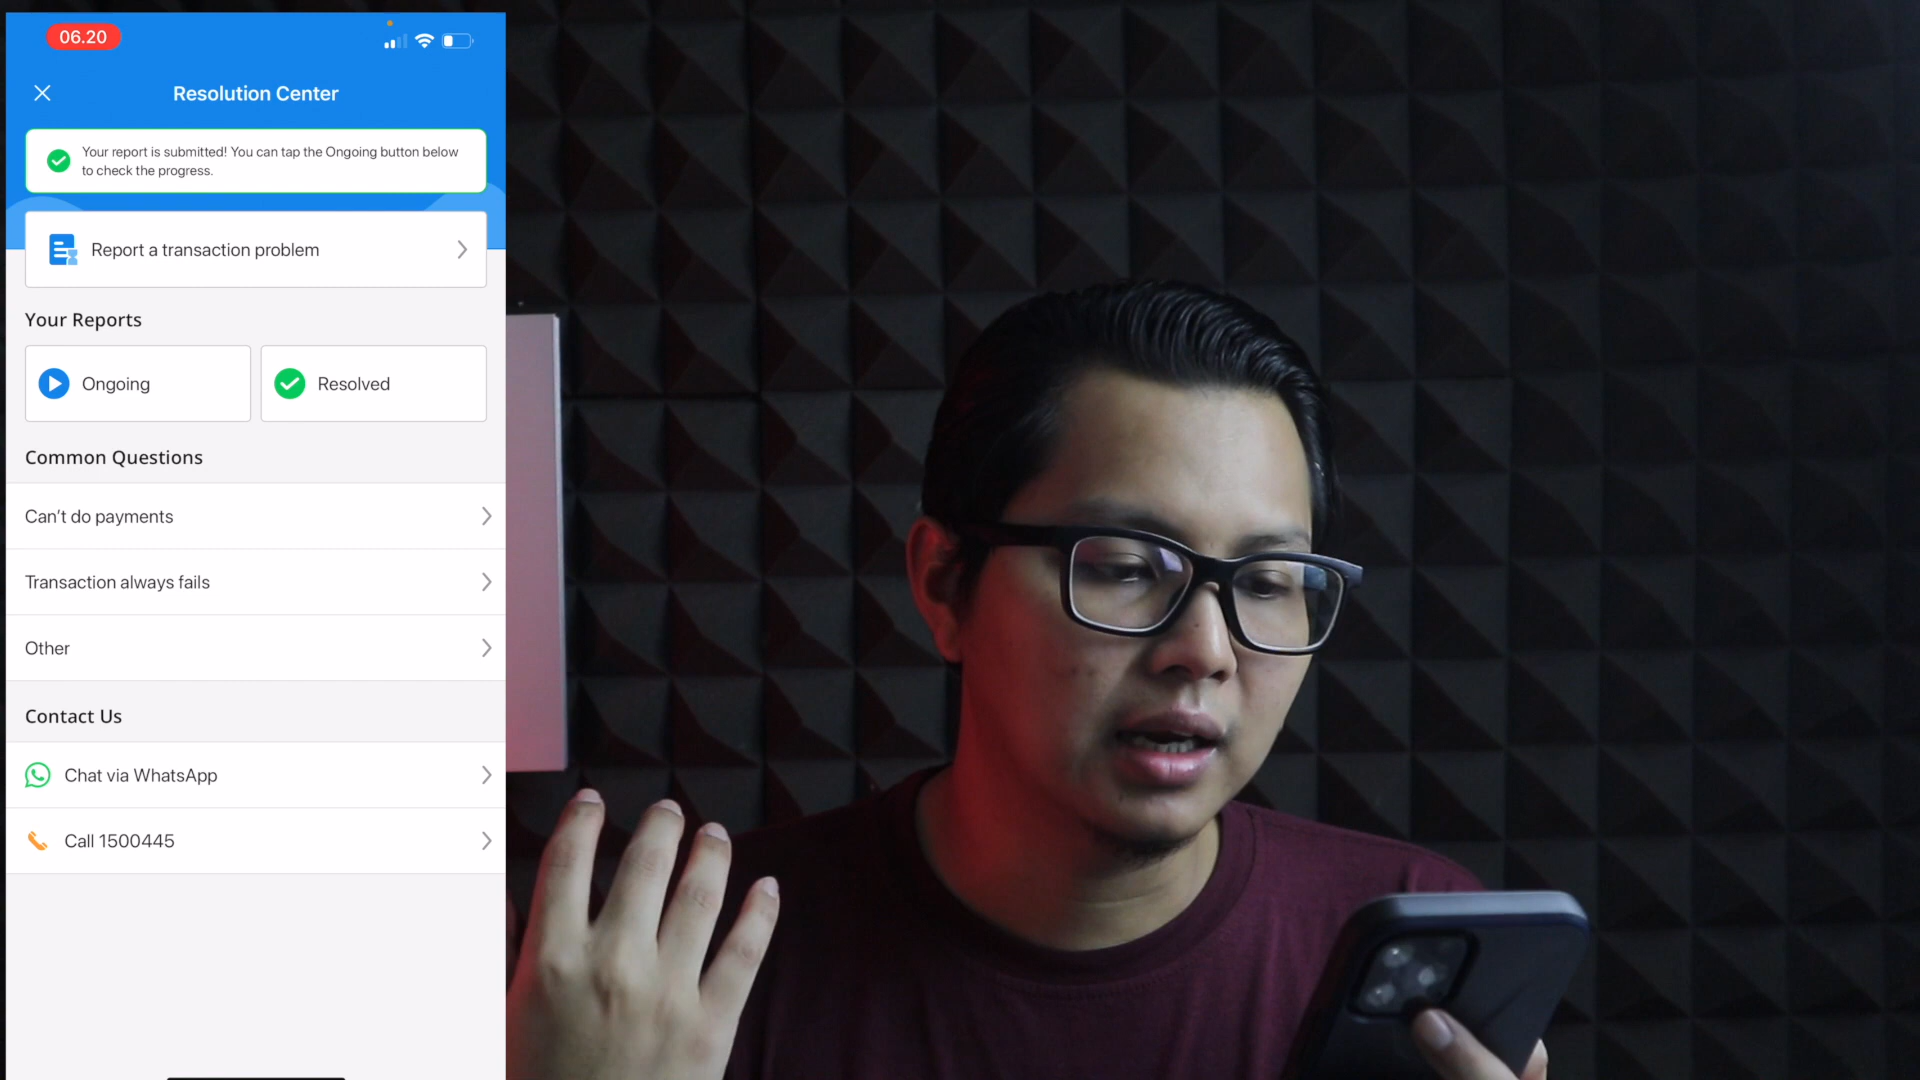 06.20
Resolution Center
Your report is submitted! You can tap the Ongoing button below
to check the progress.
Report a transaction problem
Your Reports
Ongoing
Resolved
Common Questions
Can't do payments
Transaction always fails
Other
Contact Us
Chat via WhatsApp
Call 1500445